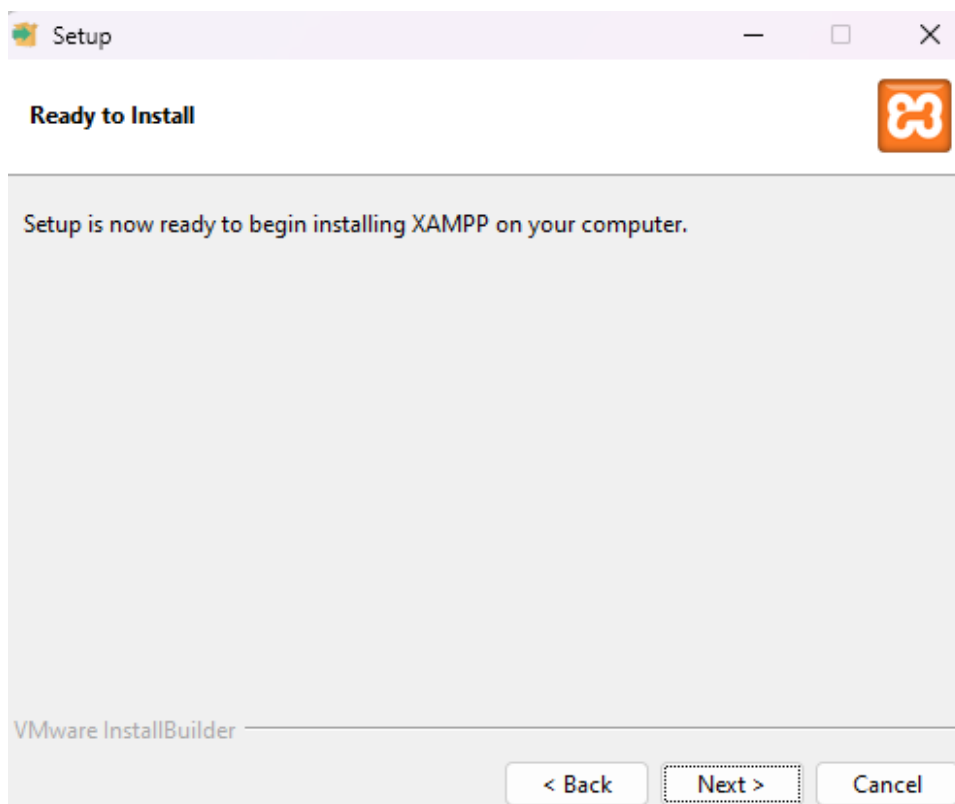 Setup
Ready to Install
Setup is now ready to begin installing XAMPP on your computer.
VMware InstallBuilder
< Back Next > Cancel